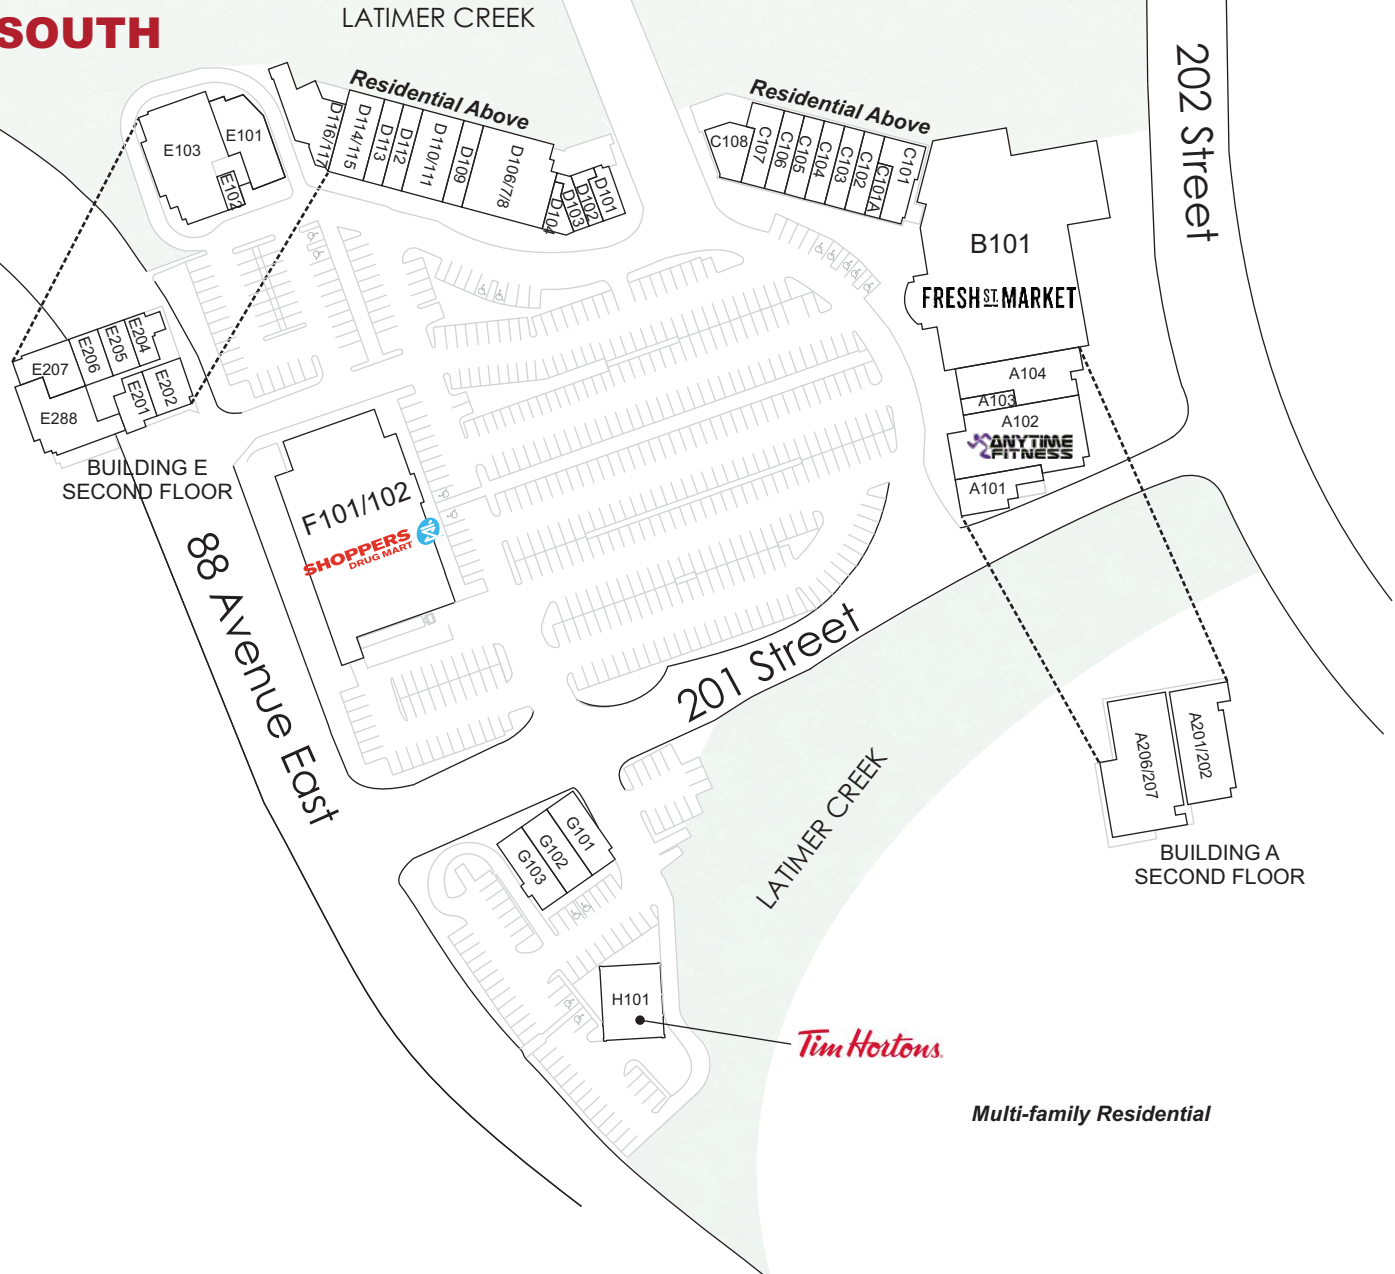 SOUTH
LATIMER CREEK
202 Street
Residential Above
Residential Above
E103
E101
E102
D116/117
D114/115
D113
D112
D110/111
D109
D106/7/8
D104
D103
D102
D101
C108
C107
C106
C105
C104
C103
C102
C101A
C101
B101
FRESH ST. MARKET
E207
E206
E205
E204
E288
E201
E202
BUILDING E
SECOND FLOOR
A104
A103
A102
ANYTIME
FITNESS
A101
F101/102
SHOPPERS
DRUG MART
88 Avenue East
201 Street
A206/207
A201/202
BUILDING A
SECOND FLOOR
LATIMER CREEK
G101
G102
G103
H101
Tim Hortons.
Multi-family Residential